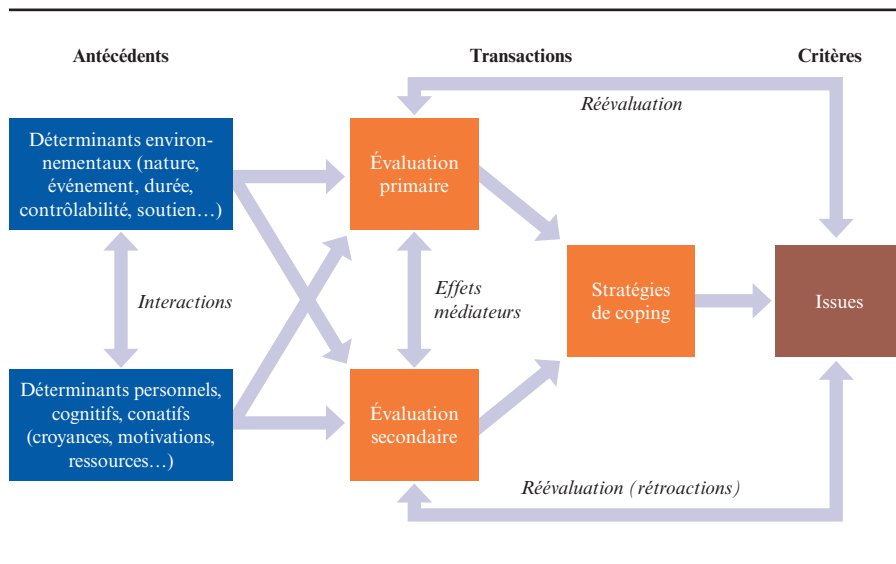 Antécédents
Transactions
Critères
Réévaluation
Déterminants environ-
nementaux (nature,
événement, durée,
contrôlabilité, soutien…)
Évaluation
primaire
Interactions
Effets
médiateurs
Stratégies
de coping
Issues
Déterminants personnels,
cognitifs, conatifs
(croyances, motivations,
ressources…)
Évaluation
secondaire
Réévaluation (rétroactions)